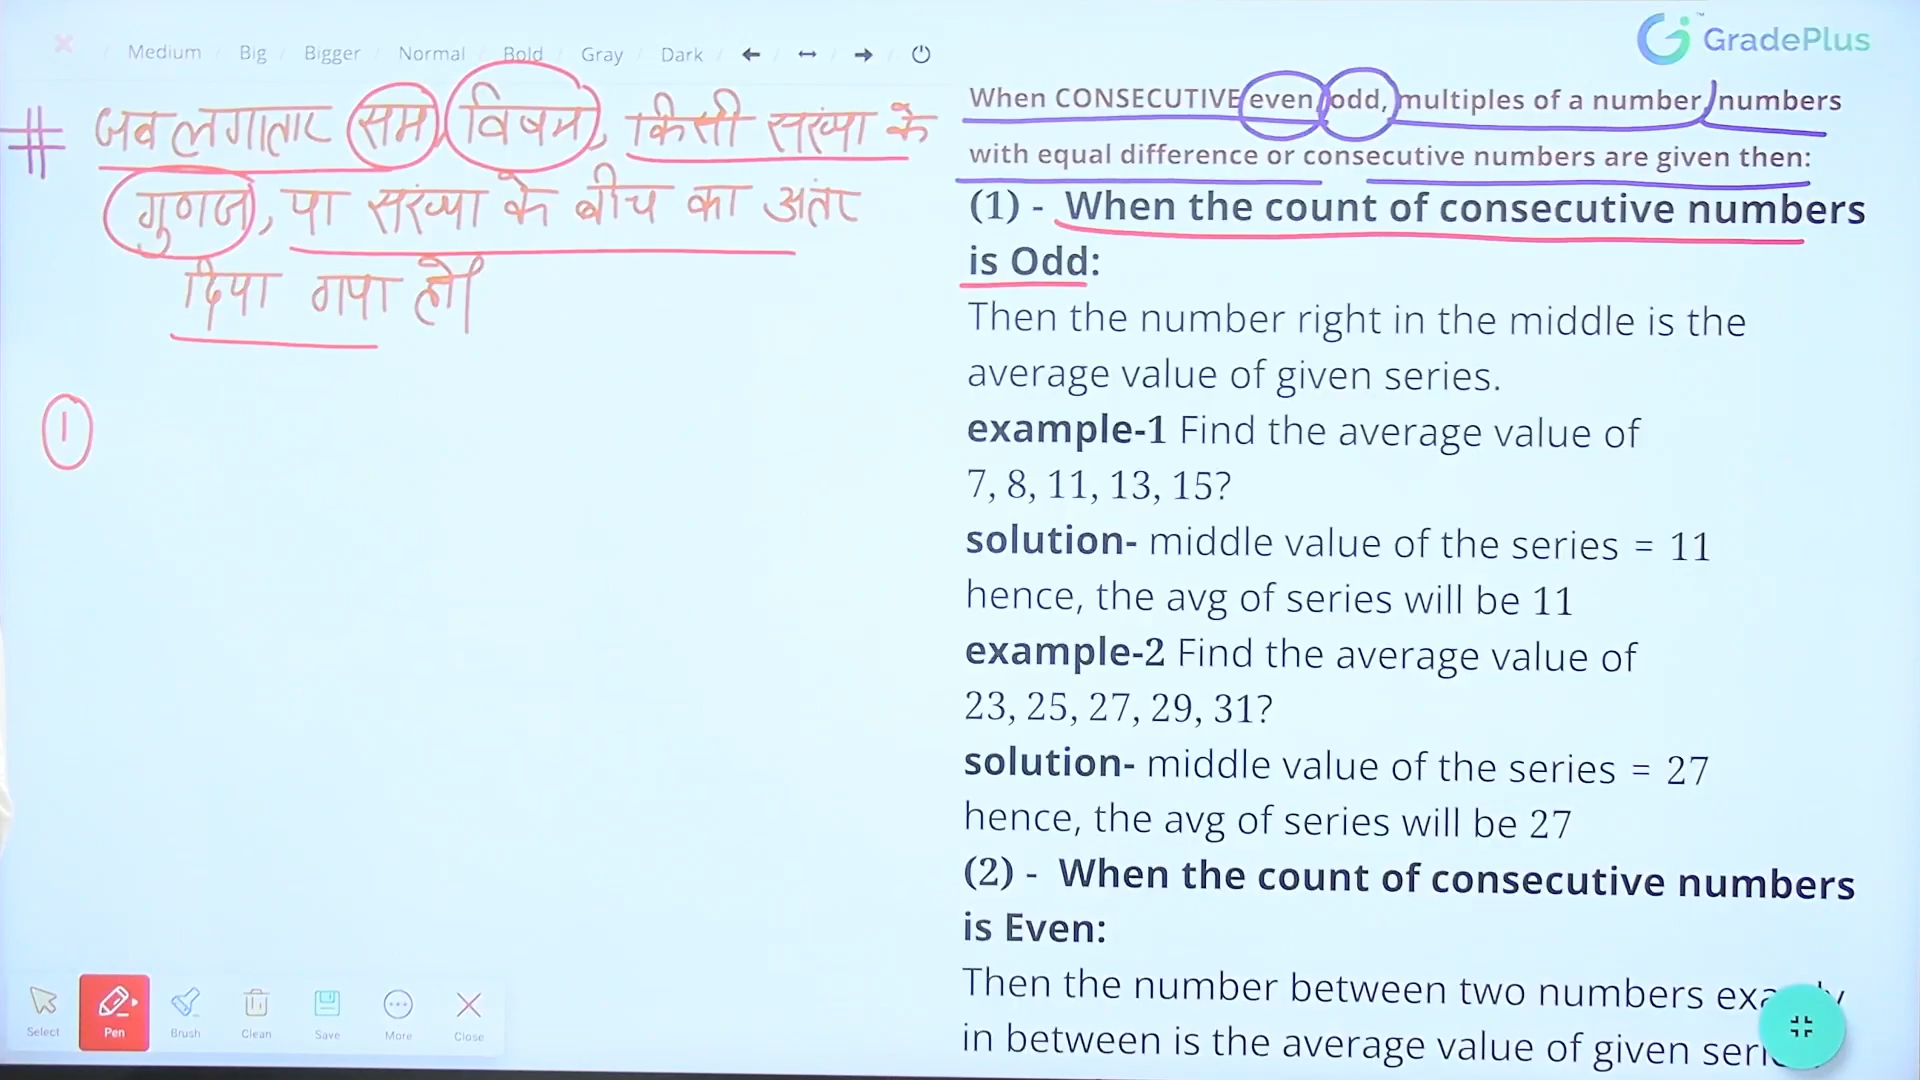 Medium / Big / Bigger / Normal / Bold / Gray / Dark
GradePlus
# जब लगातार सम, विषम, किसी संख्या के
गुणज, या संख्या के बीच का अंतर
दिया गया हो।
1
When CONSECUTIVE even, odd, multiples of a number, numbers
with equal difference or consecutive numbers are given then:
(1) - When the count of consecutive numbers
is Odd:
Then the number right in the middle is the
average value of given series.
example-1 Find the average value of
7, 8, 11, 13, 15?
solution- middle value of the series = 11
hence, the avg of series will be 11
example-2 Find the average value of
23, 25, 27, 29, 31?
solution- middle value of the series = 27
hence, the avg of series will be 27
(2) - When the count of consecutive numbers
is Even:
Then the number between two numbers
in between is the average value of given
Select Pen Brush Clean Save More Close